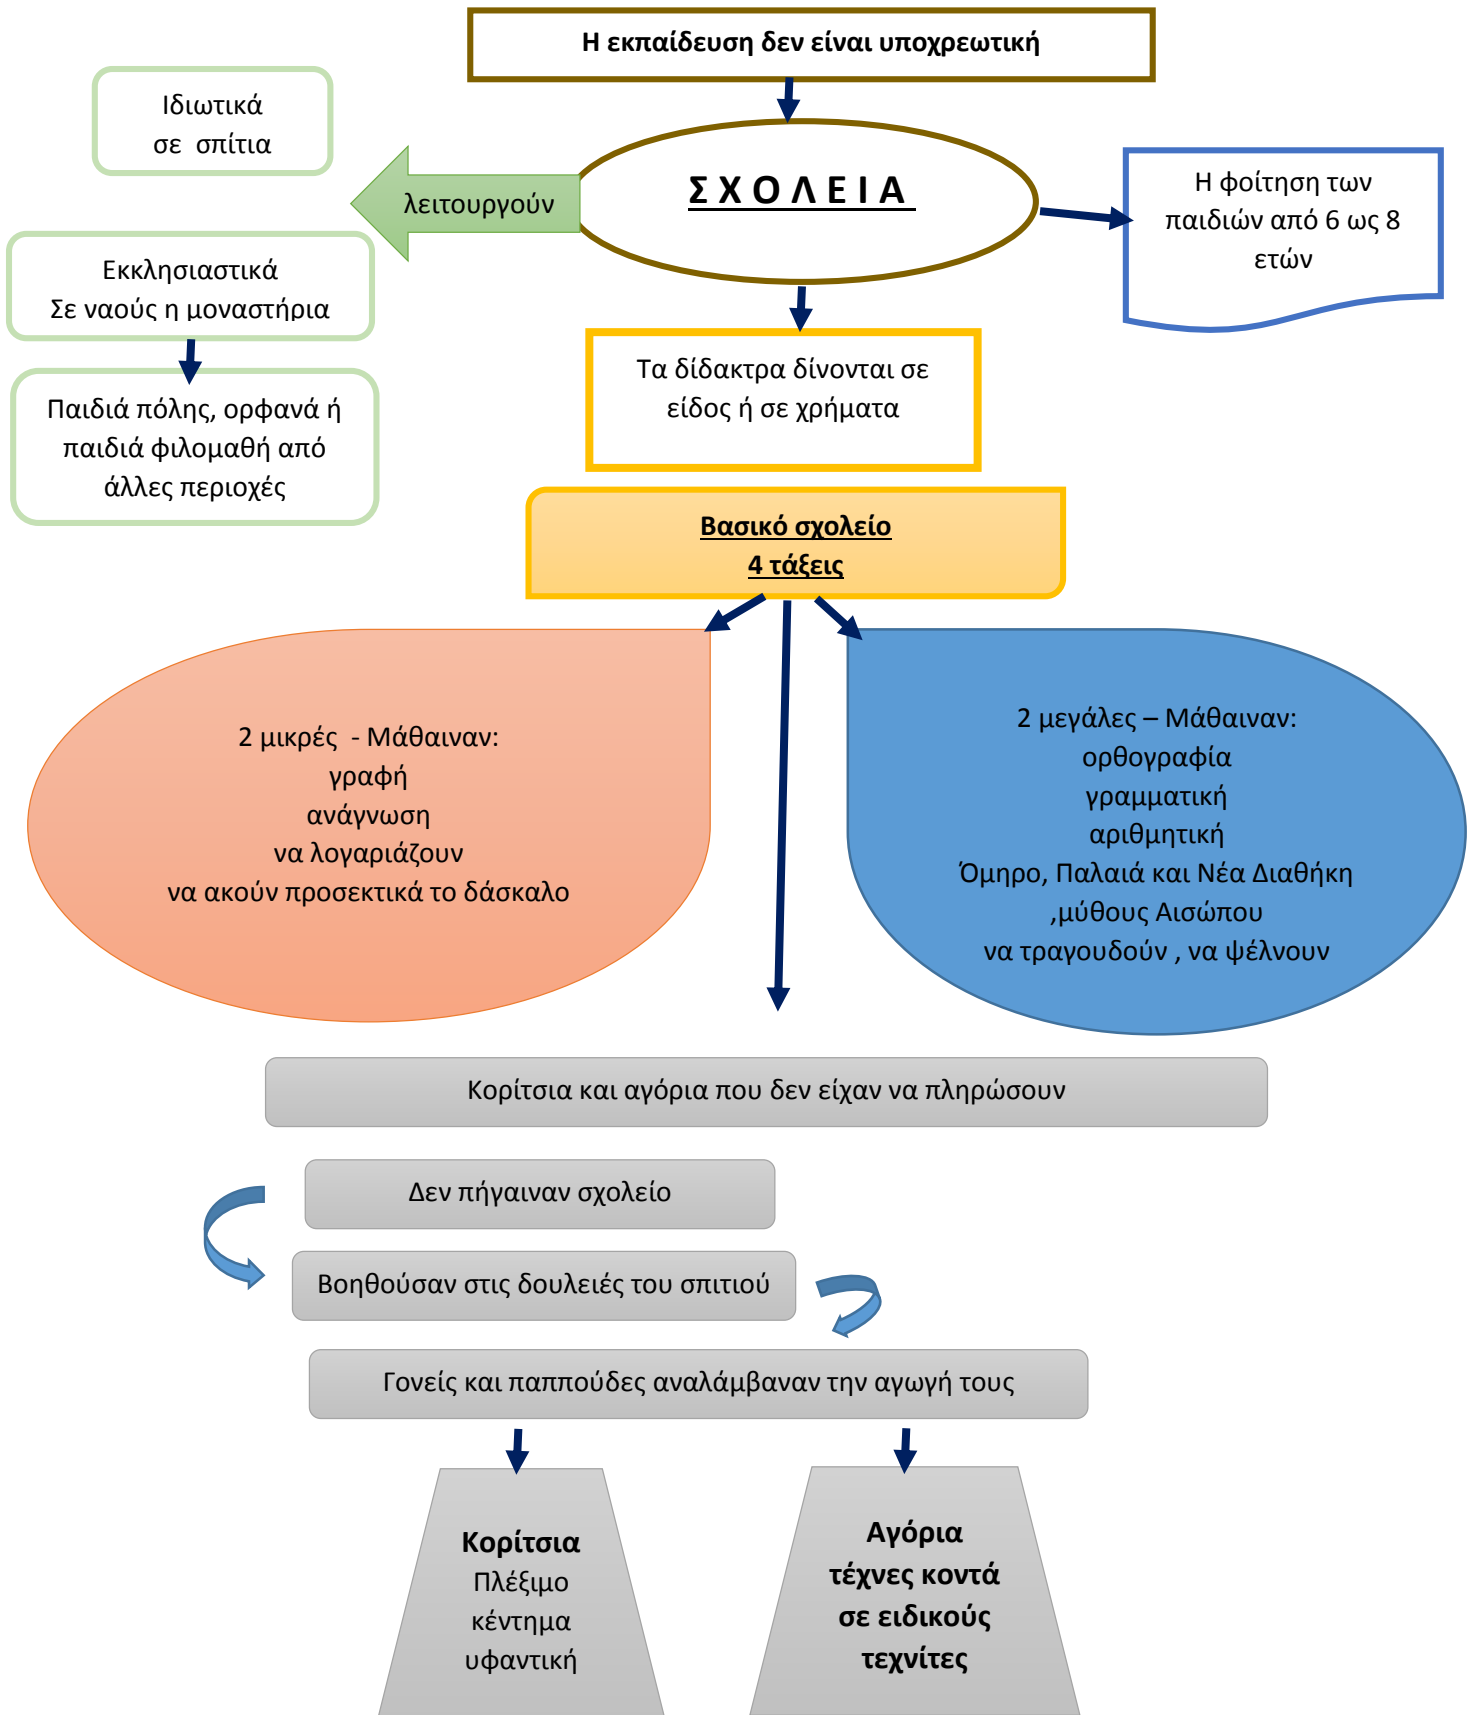 Η εκπαίδευση δεν είναι υποχρεωτική
Ιδιωτικά
σε σπίτια
λειτουργούν
Σ Χ Ο Λ Ε Ι Α
Η φοίτηση των
παιδιών από 6 ως 8
ετών
Εκκλησιαστικά
Σε ναούς η μοναστήρια
Παιδιά πόλης, ορφανά ή
παιδιά φιλομαθή από
άλλες περιοχές
Τα δίδακτρα δίνονται σε
είδος ή σε χρήματα
Βασικό σχολείο
4 τάξεις
2 μικρές - Μάθαιναν:
γραφή
ανάγνωση
να λογαριάζουν
να ακούν προσεκτικά το δάσκαλο
2 μεγάλες – Μάθαιναν:
ορθογραφία
γραμματική
αριθμητική
Όμηρο, Παλαιά και Νέα Διαθήκη
,μύθους Αισώπου
να τραγουδούν , να ψέλνουν
Κορίτσια και αγόρια που δεν είχαν να πληρώσουν
Δεν πήγαιναν σχολείο
Βοηθούσαν στις δουλειές του σπιτιού
Γονείς και παππούδες αναλάμβαναν την αγωγή τους
Κορίτσια
Πλέξιμο
κέντημα
υφαντική
Αγόρια
τέχνες κοντά
σε ειδικούς
τεχνίτες